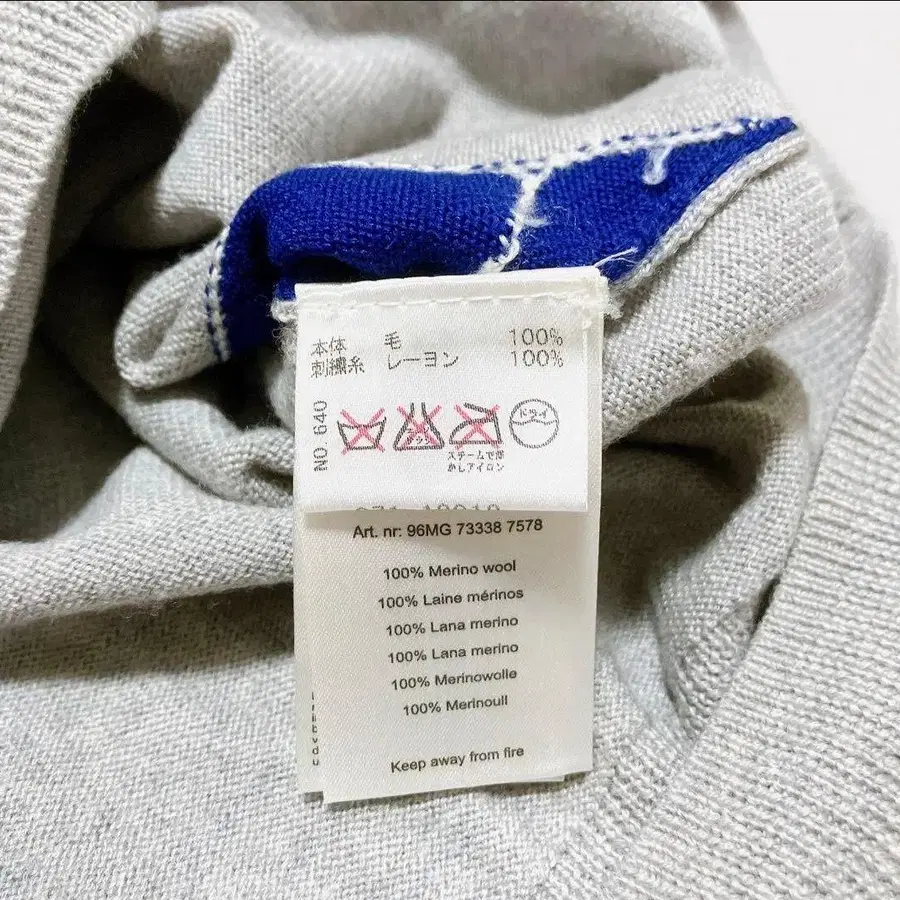 本体 毛 100%
刺繍糸 レーヨン 100%
NO. 640
ドライ
スチームで浮
かしアイロン
Art. nr: 96MG 73338 7578
100% Merino wool
100% Laine mérinos
100% Lana merino
100% Lana merino
100% Merinowolle
100% Merinoull
Keep away from fire